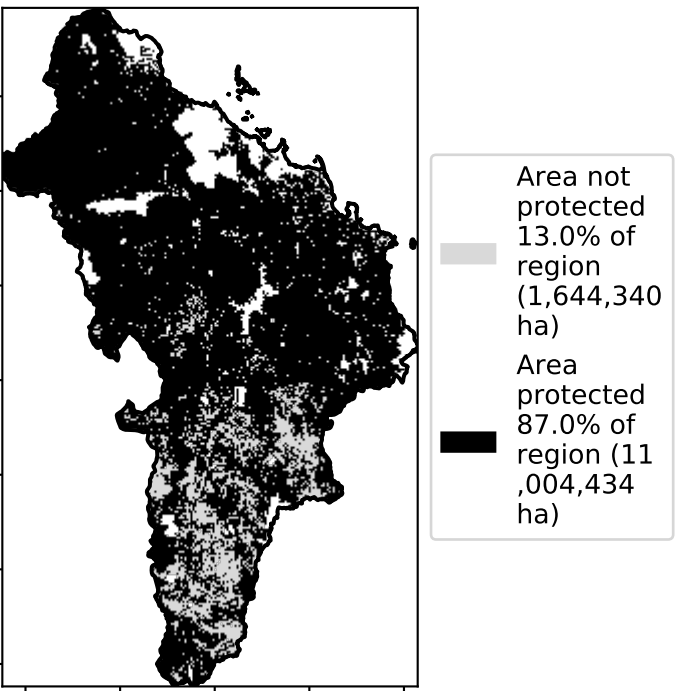 Area not
protected
13.0% of
region
(1,644,340
ha)
Area
protected
87.0% of
region (11
,004,434
ha)